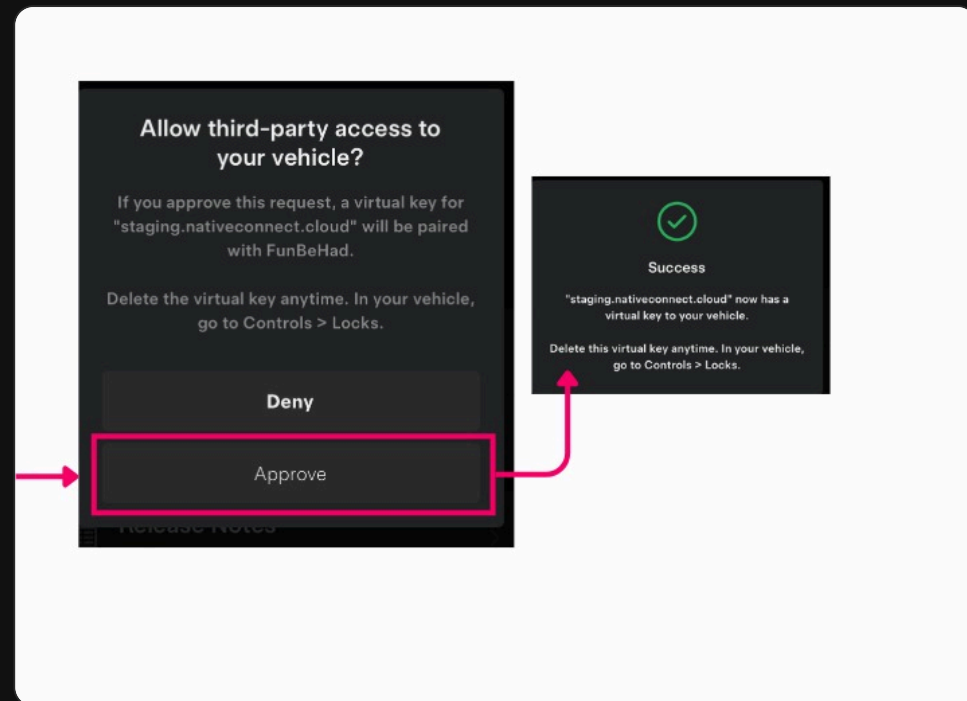 Allow third-party access to
your vehicle?
If you approve this request, a virtual key for
"staging.nativeconnect.cloud" will be paired
with FunBeHad.
Delete the virtual key anytime. In your vehicle,
go to Controls > Locks.
Deny
Approve
Release Notes
Success
"staging.nativeconnect.cloud" now has a
virtual key to your vehicle.
Delete this virtual key anytime. In your vehicle,
go to Controls > Locks.